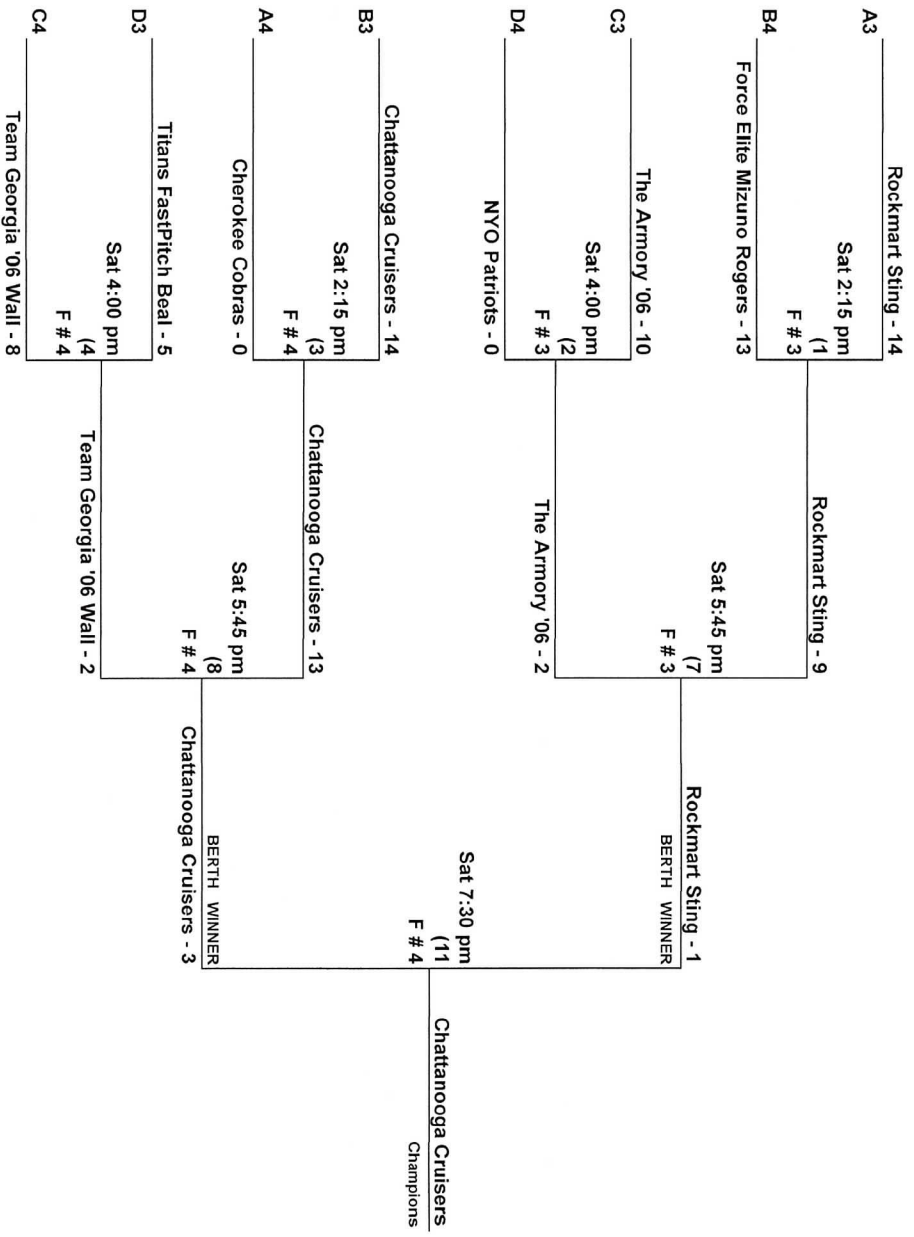 A3
Rockmart Sting - 14
Sat 2:15 pm
(1
F # 3
B4
Force Elite Mizuno Rogers - 13
Rockmart Sting - 9
Sat 5:45 pm
(7
F # 3
C3
The Armory '06 - 10
Sat 4:00 pm
(2
F # 3
D4
NYO Patriots - 0
The Armory '06 - 2
Rockmart Sting - 1
BERTH WINNER
Sat 7:30 pm
(11
F # 4
Chattanooga Cruisers
Champions
B3
Chattanooga Cruisers - 14
Sat 2:15 pm
(3
F # 4
A4
Cherokee Cobras - 0
Chattanooga Cruisers - 13
Sat 5:45 pm
(8
F # 4
BERTH WINNER
Chattanooga Cruisers - 3
D3
Titans FastPitch Beal - 5
Sat 4:00 pm
(4
F # 4
C4
Team Georgia '06 Wall - 8
Team Georgia '06 Wall - 2